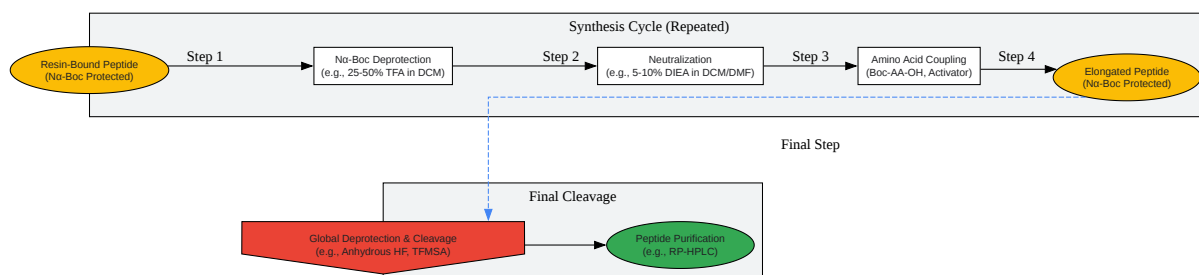 Synthesis Cycle (Repeated)
Resin-Bound Peptide
(Nα-Boc Protected)
Step 1
Nα-Boc Deprotection
(e.g., 25-50% TFA in DCM)
Step 2
Neutralization
(e.g., 5-10% DIEA in DCM/DMF)
Step 3
Amino Acid Coupling
(Boc-AA-OH, Activator)
Step 4
Elongated Peptide
(Nα-Boc Protected)
Final Step
Final Cleavage
Global Deprotection & Cleavage
(e.g., Anhydrous HF, TFMSA)
Peptide Purification
(e.g., RP-HPLC)